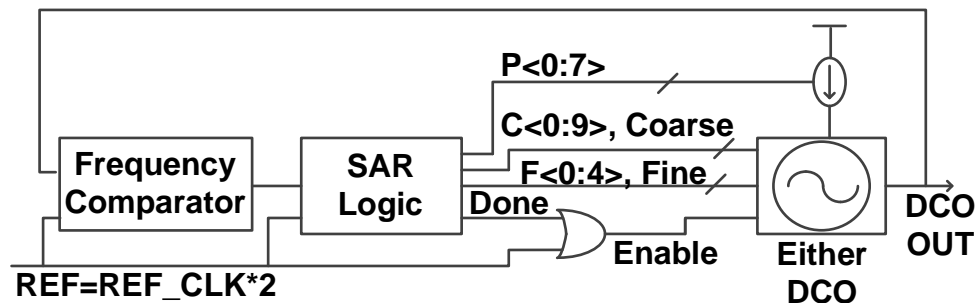 P<0:7>
C<0:9>, Coarse
Frequency
Comparator
SAR
Logic
F<0:4>, Fine
Done
Enable
DCO
OUT
Either
DCO
REF=REF_CLK*2